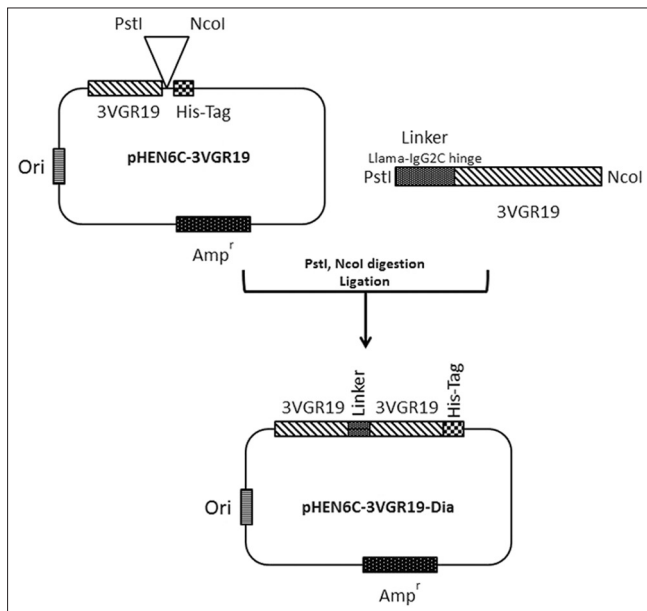 PstI NcoI
3VGR19 His-Tag
Ori
pHEN6C-3VGR19
Amp^r
Linker
Llama-IgG2C hinge
PstI NcoI
3VGR19
PstI, NcoI digestion
Ligation
3VGR19 Linker 3VGR19 His-Tag
Ori
pHEN6C-3VGR19-Dia
Amp^r